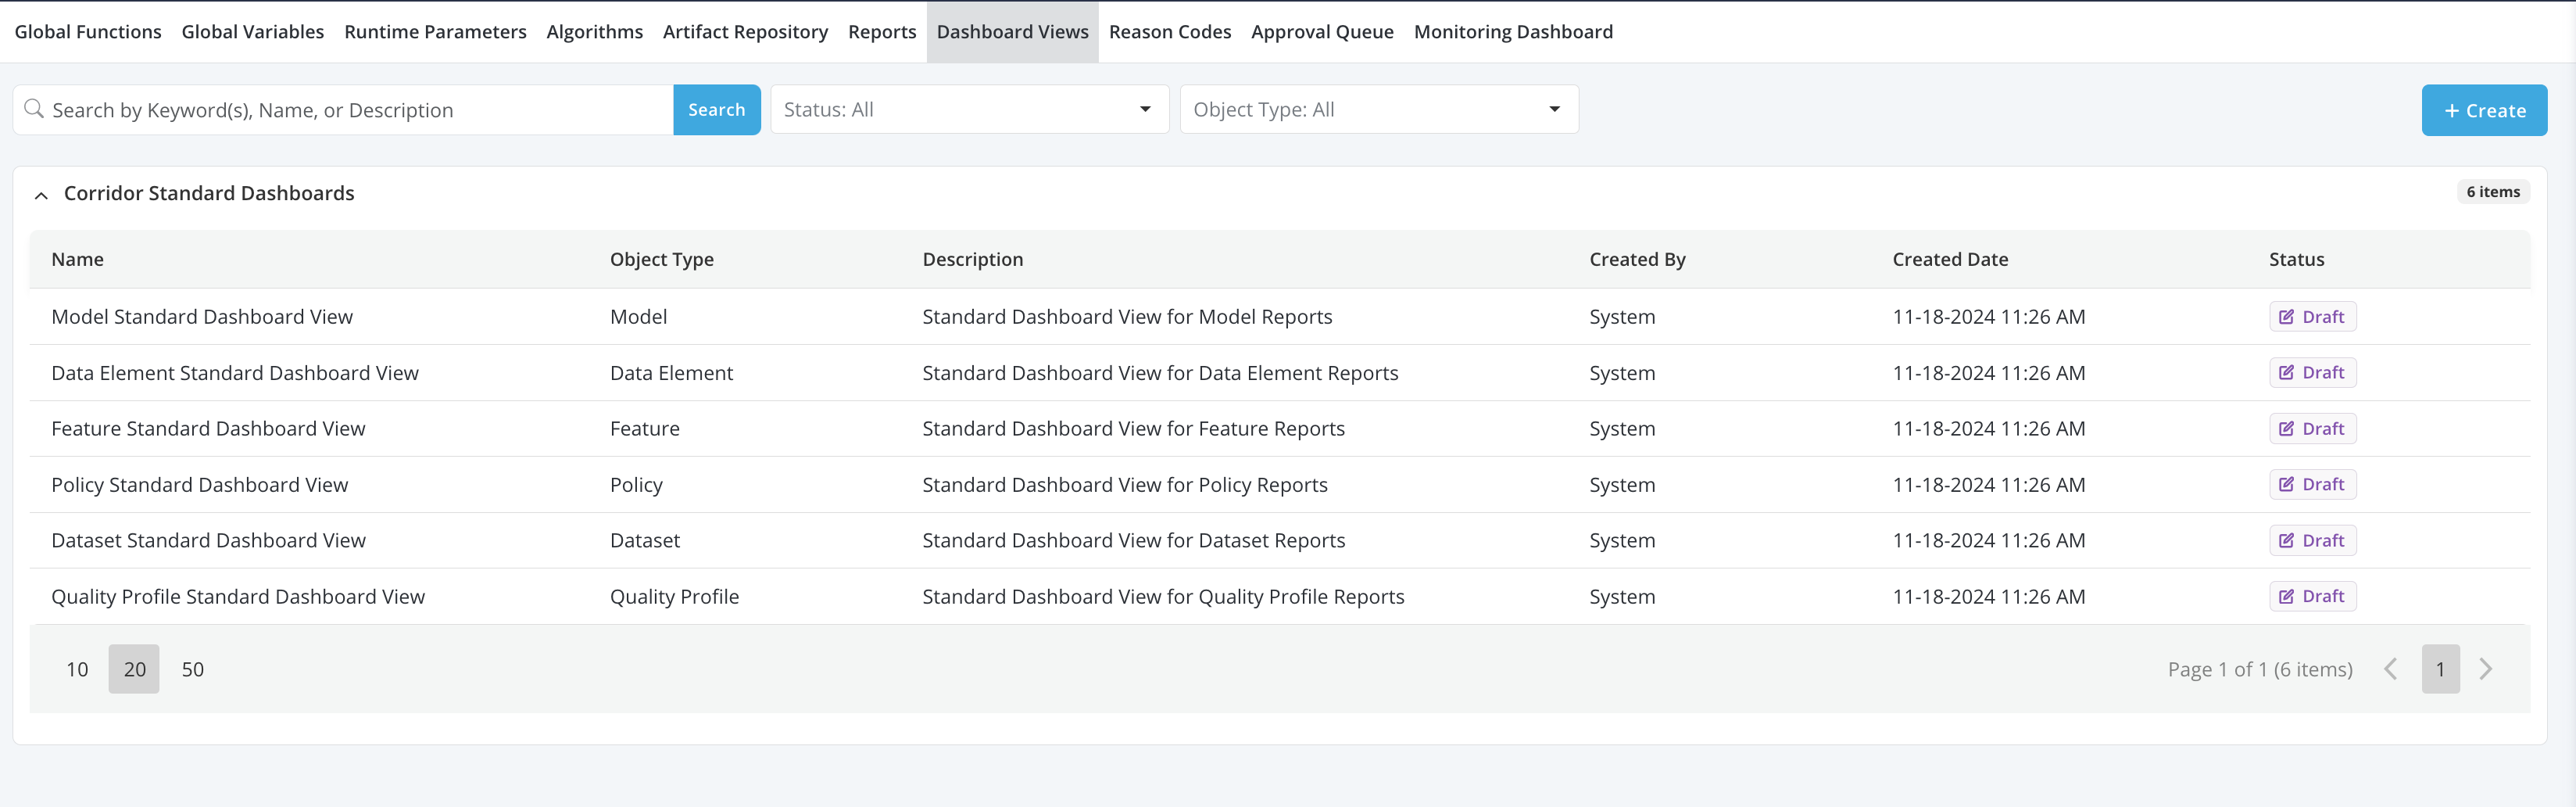 Global Functions Global Variables Runtime Parameters Algorithms Artifact Repository Reports Dashboard Views Reason Codes Approval Queue Monitoring Dashboard
Search by Keyword(s), Name, or Description Search Status: All Object Type: All + Create
Corridor Standard Dashboards 6 items
Name Object Type Description Created By Created Date Status
Model Standard Dashboard View Model Standard Dashboard View for Model Reports System 11-18-2024 11:26 AM Draft
Data Element Standard Dashboard View Data Element Standard Dashboard View for Data Element Reports System 11-18-2024 11:26 AM Draft
Feature Standard Dashboard View Feature Standard Dashboard View for Feature Reports System 11-18-2024 11:26 AM Draft
Policy Standard Dashboard View Policy Standard Dashboard View for Policy Reports System 11-18-2024 11:26 AM Draft
Dataset Standard Dashboard View Dataset Standard Dashboard View for Dataset Reports System 11-18-2024 11:26 AM Draft
Quality Profile Standard Dashboard View Quality Profile Standard Dashboard View for Quality Profile Reports System 11-18-2024 11:26 AM Draft
10 20 50 Page 1 of 1 (6 items) 1